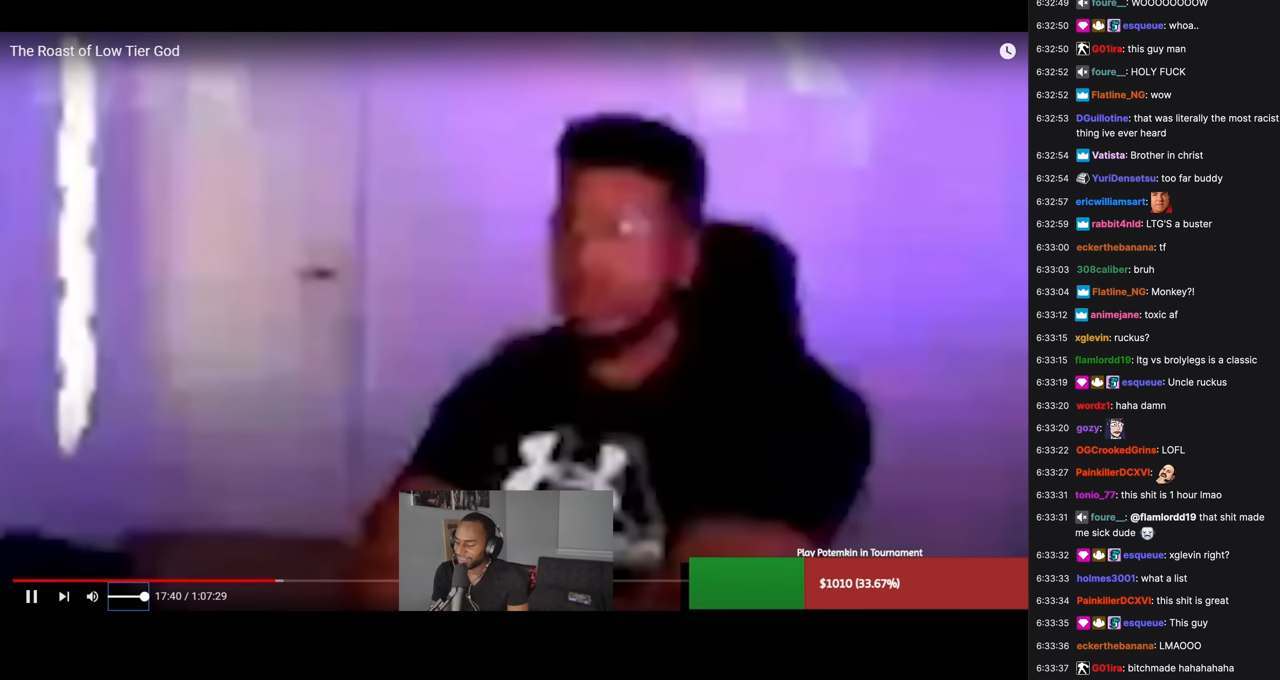 The Roast of Low Tier God
17:40 / 1:07:29
Play Potemkin in Tournament
$1010 (33.67%)
6:32:49 foure__: WOOOOOOOOW
6:32:50 esqueue: whoa..
6:32:50 G01ira: this guy man
6:32:52 foure__: HOLY FUCK
6:32:52 Flatline_NG: wow
6:32:53 DGuillotine: that was literally the most racist
thing ive ever heard
6:32:54 Vatista: Brother in christ
6:32:54 YuriDensetsu: too far buddy
6:32:57 ericwilliamsart:
6:32:59 rabbit4nld: LTG'S a buster
6:33:00 eckerthebanana: tf
6:33:03 308caliber: bruh
6:33:04 Flatline_NG: Monkey?!
6:33:12 animejane: toxic af
6:33:15 xglevin: ruckus?
6:33:15 flamlordd19: ltg vs brolylegs is a classic
6:33:19 esqueue: Uncle ruckus
6:33:20 wordz1: haha damn
6:33:20 gozy:
6:33:22 OGCrookedGrins: LOFL
6:33:27 PainkillerDCXVI:
6:33:31 tonio_77: this shit is 1 hour lmao
6:33:31 foure__: @flamlordd19 that shit made
me sick dude
6:33:32 esqueue: xglevin right?
6:33:33 holmes3001: what a list
6:33:34 PainkillerDCXVI: this shit is great
6:33:35 esqueue: This guy
6:33:36 eckerthebanana: LMAOOO
6:33:37 G01ira: bitchmade hahahahaha